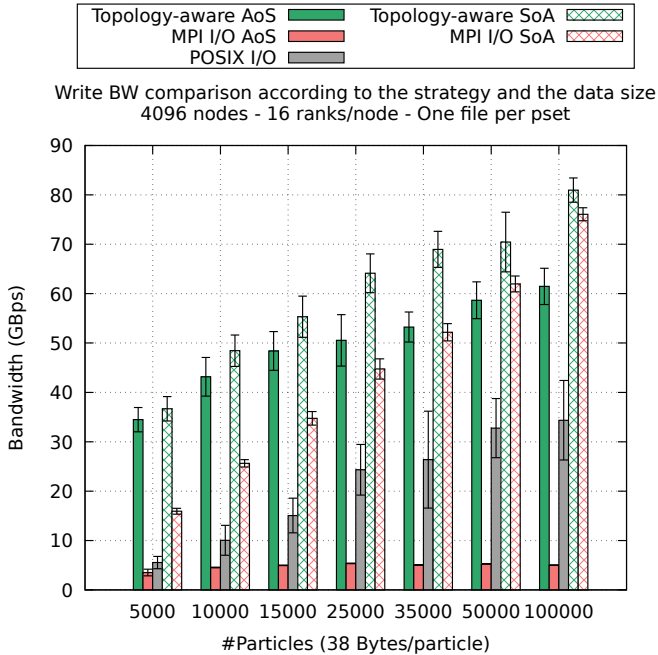 Topology-aware AoS
MPI I/O AoS
POSIX I/O
Topology-aware SoA
MPI I/O SoA
Write BW comparison according to the strategy and the data size
4096 nodes - 16 ranks/node - One file per pset
Bandwidth (GBps)
90
80
70
60
50
40
30
20
10
0
5000 10000 15000 25000 35000 50000 100000
#Particles (38 Bytes/particle)